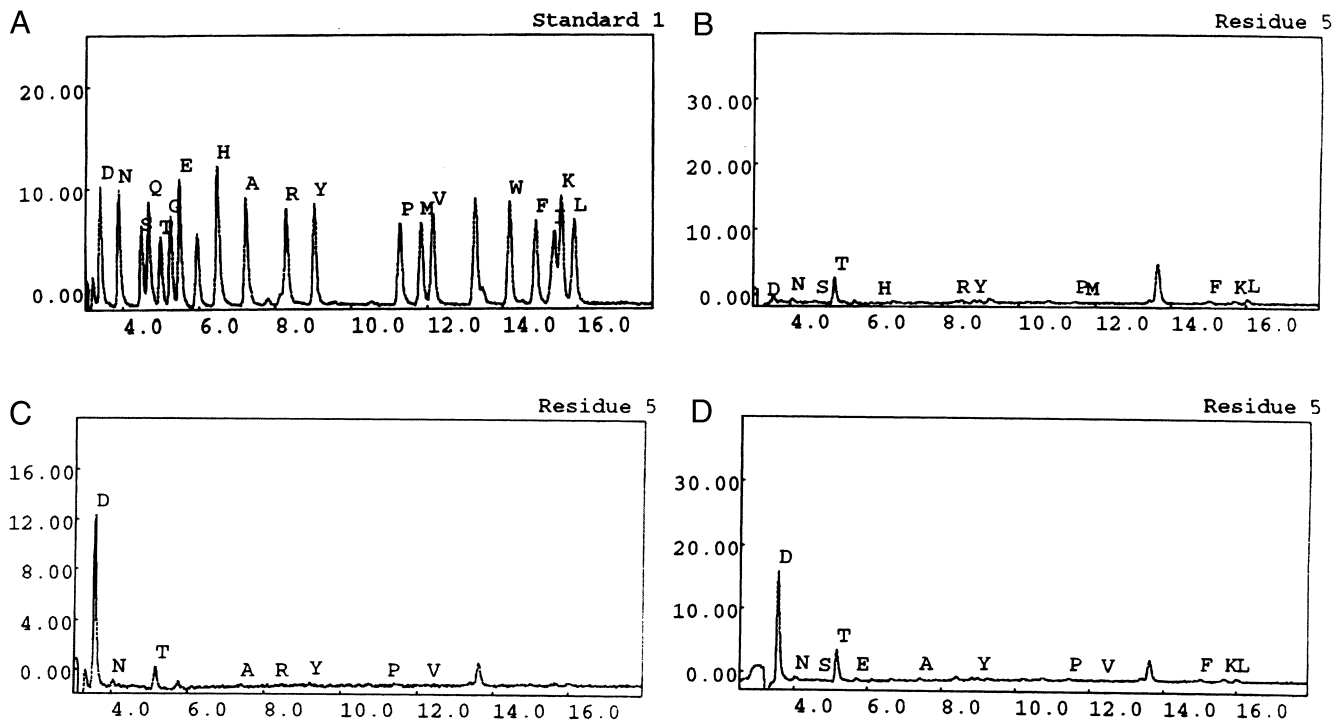 A
Standard 1
20.00
10.00
0.00
D N S Q T G E H A R Y P M V W F I K L
4.0 6.0 8.0 10.0 12.0 14.0 16.0
B
Residue 5
30.00
20.00
10.00
0.00
D N S T H R Y P M F K L
4.0 6.0 8.0 10.0 12.0 14.0 16.0
C
Residue 5
16.00
12.00
8.00
4.00
0.00
D
N T A R Y P V
4.0 6.0 8.0 10.0 12.0 14.0 16.0
D
Residue 5
30.00
20.00
10.00
0.00
D
N S T E A Y P V F K L
4.0 6.0 8.0 10.0 12.0 14.0 16.0